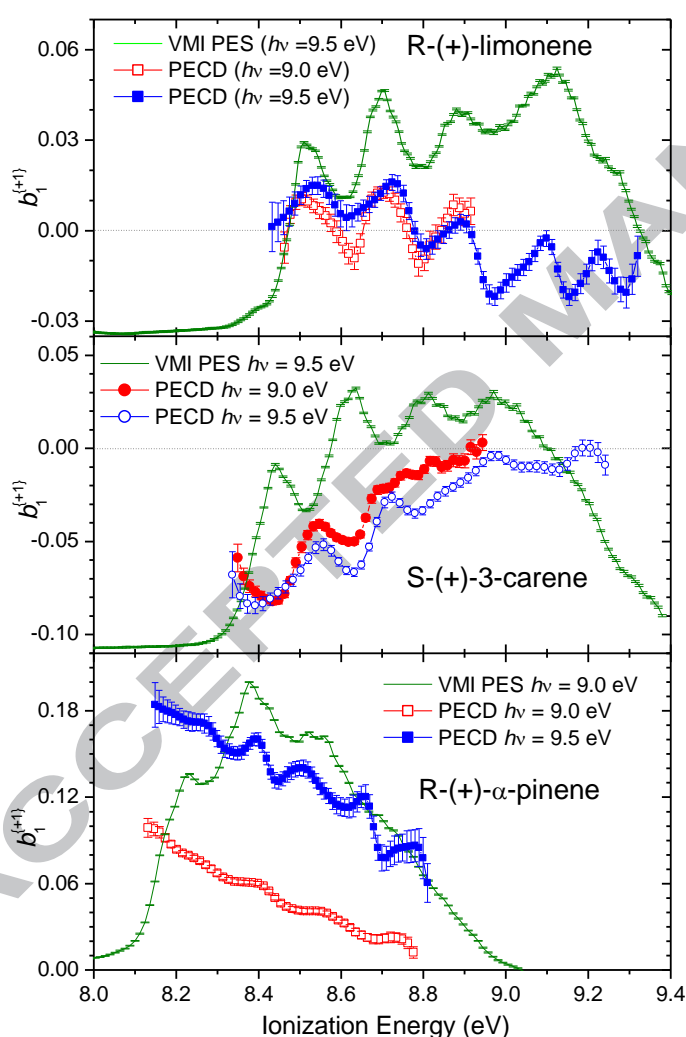 VMI PES (hν =9.5 eV)
PECD (hν =9.0 eV)
PECD (hν =9.5 eV)
R-(+)-limonene
0.06
0.03
0.00
-0.03
b₁^{+1}
VMI PES hν = 9.5 eV
PECD hν = 9.0 eV
PECD hν = 9.5 eV
S-(+)-3-carene
0.05
0.00
-0.05
-0.10
b₁^{+1}
VMI PES hν = 9.0 eV
PECD hν = 9.0 eV
PECD hν = 9.5 eV
R-(+)-α-pinene
0.18
0.12
0.06
0.00
b₁^{+1}
8.0 8.2 8.4 8.6 8.8 9.0 9.2 9.4
Ionization Energy (eV)
ACCEPTED MAN